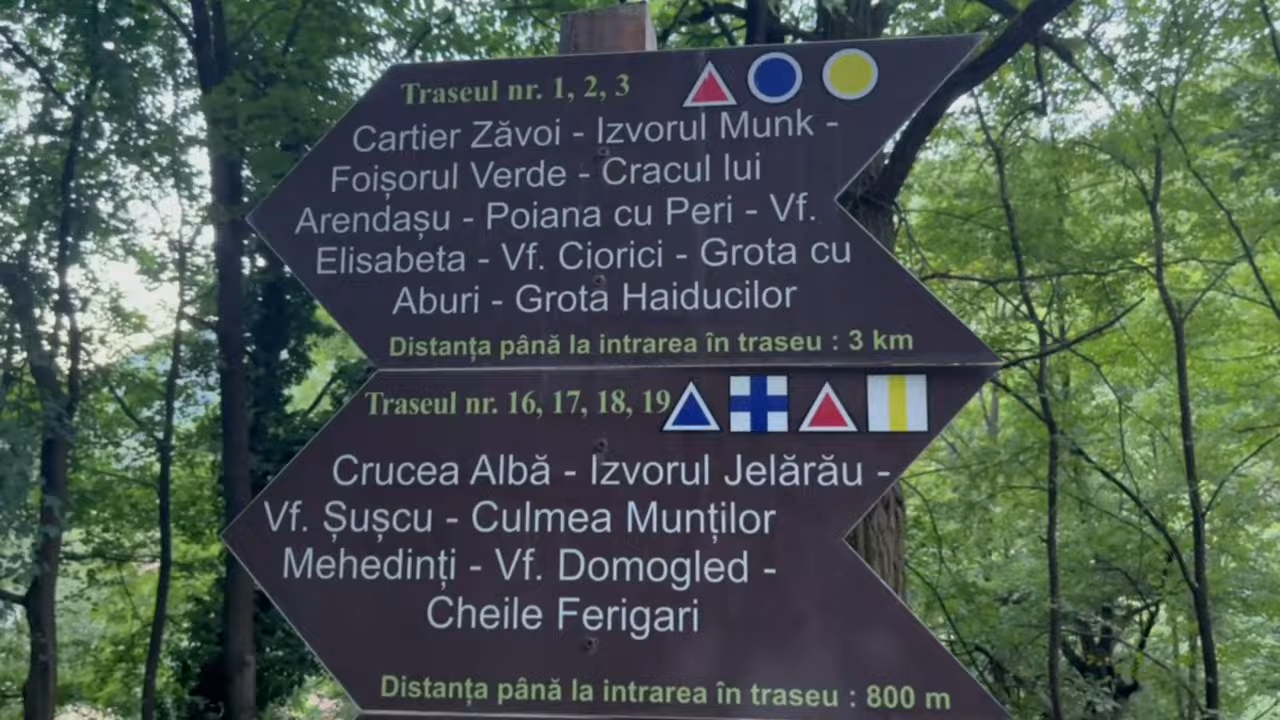 Traseul nr. 1, 2, 3
Cartier Zăvoi - Izvorul Munk -
Foișorul Verde - Cracul lui
Arendașu - Poiana cu Peri - Vf.
Elisabeta - Vf. Ciorici - Grota cu
Aburi - Grota Haiducilor
Distanța până la intrarea în traseu : 3 km
Traseul nr. 16, 17, 18, 19
Crucea Albă - Izvorul Jelărău -
Vf. Șușcu - Culmea Munților
Mehedinți - Vf. Domogled -
Cheile Ferigari
Distanța până la intrarea în traseu : 800 m